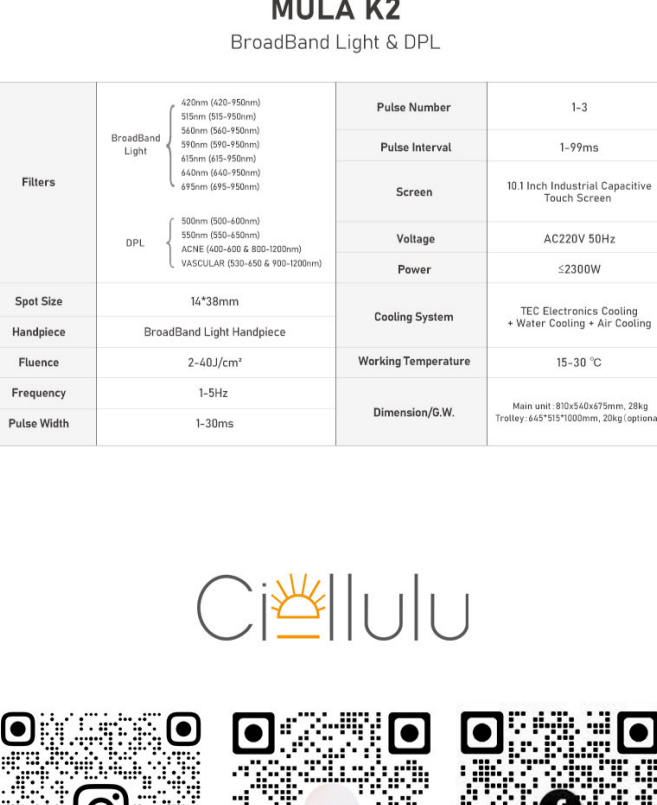 MULA K2
BroadBand Light & DPL
Filters
BroadBand Light
420nm (420-950nm)
515nm (515-950nm)
560nm (560-950nm)
590nm (590-950nm)
615nm (615-950nm)
640nm (640-950nm)
695nm (695-950nm)
DPL
500nm (500-600nm)
550nm (550-650nm)
ACNE (400-600 & 800-1200nm)
VASCULAR (530-650 & 900-1200nm)
Spot Size 14*38mm
Handpiece BroadBand Light Handpiece
Fluence 2-40J/cm²
Frequency 1-5Hz
Pulse Width 1-30ms
Pulse Number 1-3
Pulse Interval 1-99ms
Screen 10.1 Inch Industrial Capacitive
Touch Screen
Voltage AC220V 50Hz
Power ≤2300W
Cooling System TEC Electronics Cooling
+ Water Cooling + Air Cooling
Working Temperature 15-30 ℃
Dimension/G.W. Main unit:810x540x675mm, 28kg
Trolley:645*515*1000mm, 20kg(optiona
Ciellulu